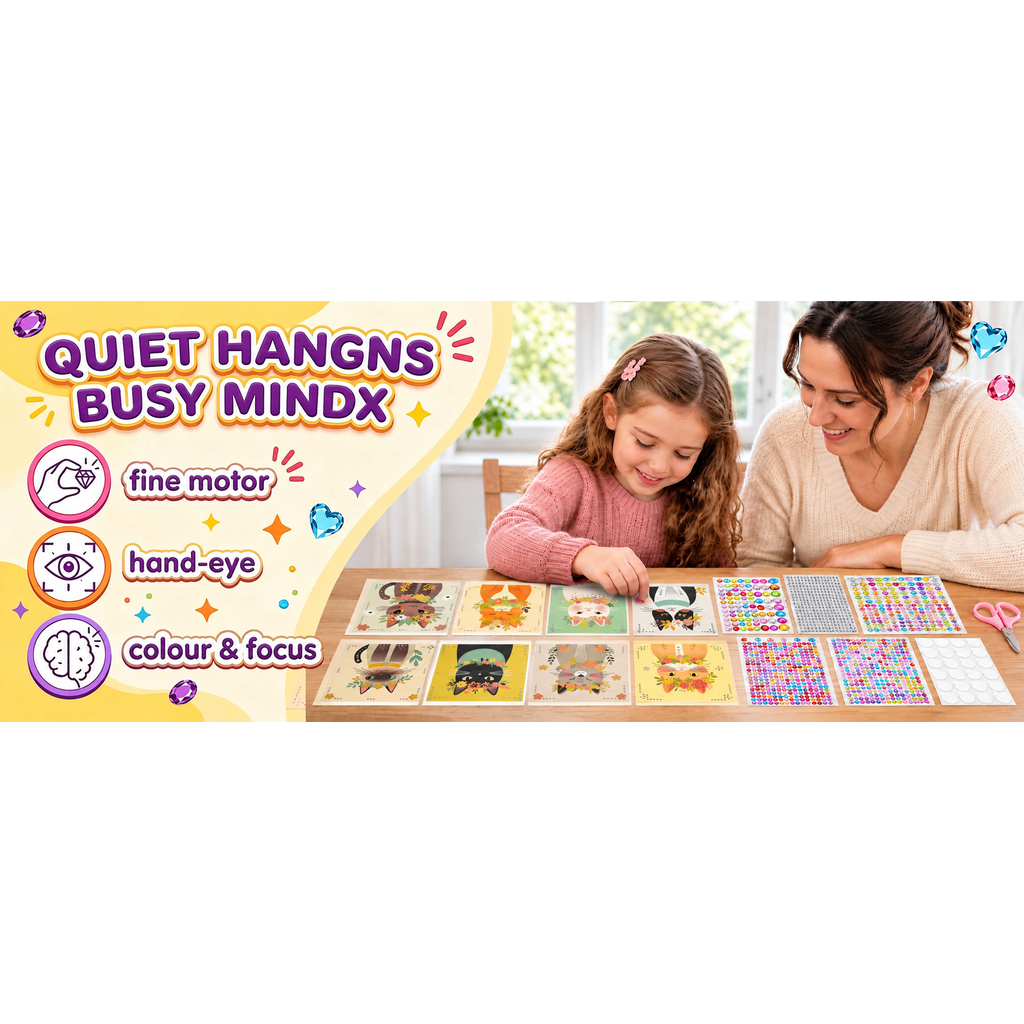 QUIET HANGNS
BUSY MINDX
fine motor
hand-eye
colour & focus